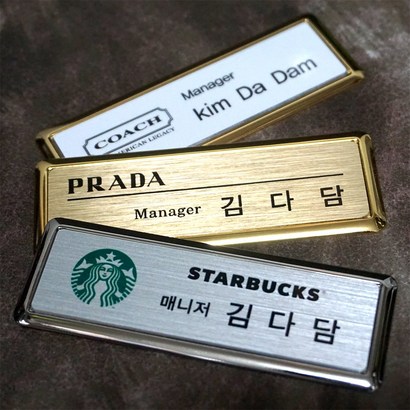 Manager
Kim Da Dam
COACH
AMERICAN LEGACY
PRADA
Manager 김 다 담
STARBUCKS
매니저 김 다 담